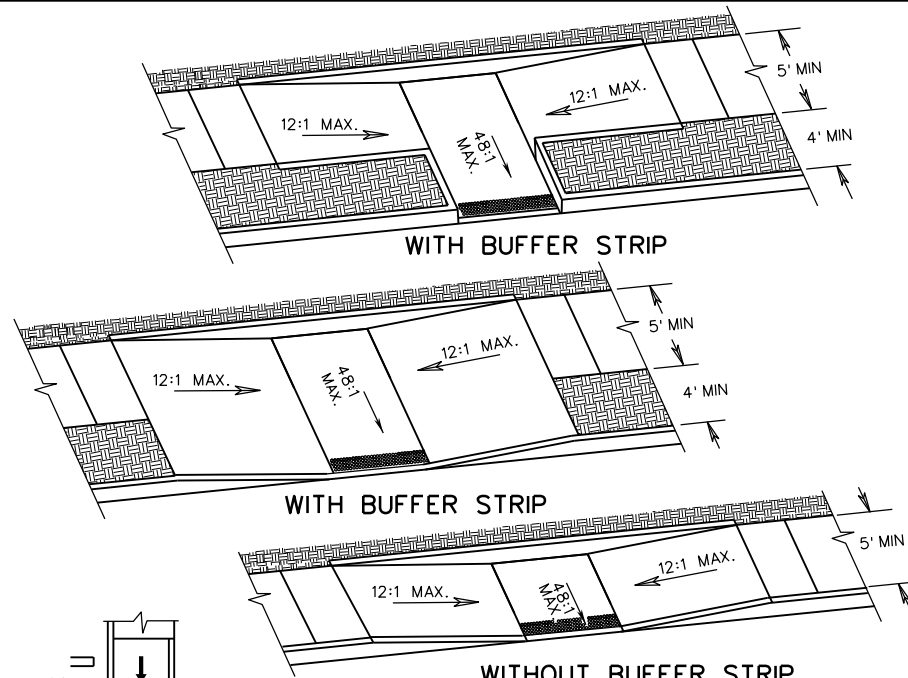 5' MIN
12:1 MAX.
12:1 MAX.
4' MIN
48:1
MAX.
WITH BUFFER STRIP
5' MIN
12:1 MAX.
12:1 MAX.
48:1
MAX.
4' MIN
WITH BUFFER STRIP
5' MIN
12:1 MAX.
12:1 MAX.
48:1
MAX.
WITHOUT BUFFER STRIP